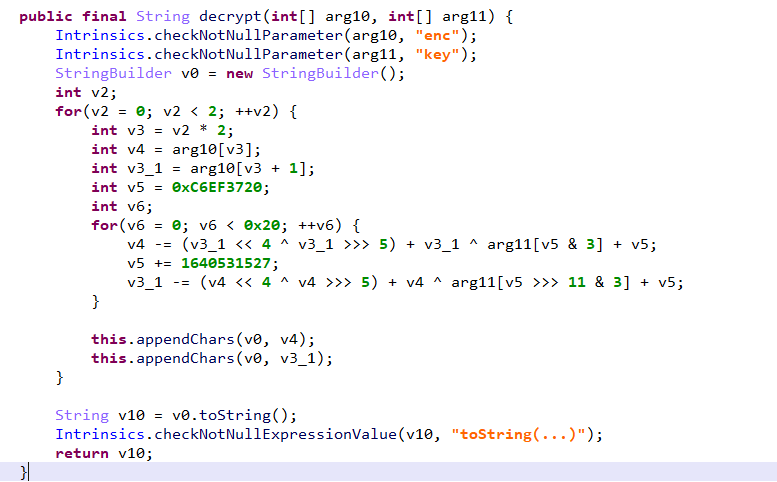 public final String decrypt(int[] arg10, int[] arg11) {
    Intrinsics.checkNotNullParameter(arg10, "enc");
    Intrinsics.checkNotNullParameter(arg11, "key");
    StringBuilder v0 = new StringBuilder();
    int v2;
    for(v2 = 0; v2 < 2; ++v2) {
        int v3 = v2 * 2;
        int v4 = arg10[v3];
        int v3_1 = arg10[v3 + 1];
        int v5 = 0xC6EF3720;
        int v6;
        for(v6 = 0; v6 < 0x20; ++v6) {
            v4 -= (v3_1 << 4 ^ v3_1 >>> 5) + v3_1 ^ arg11[v5 & 3] + v5;
            v5 += 1640531527;
            v3_1 -= (v4 << 4 ^ v4 >>> 5) + v4 ^ arg11[v5 >>> 11 & 3] + v5;
        }

        this.appendChars(v0, v4);
        this.appendChars(v0, v3_1);
    }

    String v10 = v0.toString();
    Intrinsics.checkNotNullExpressionValue(v10, "toString(...)");
    return v10;
}